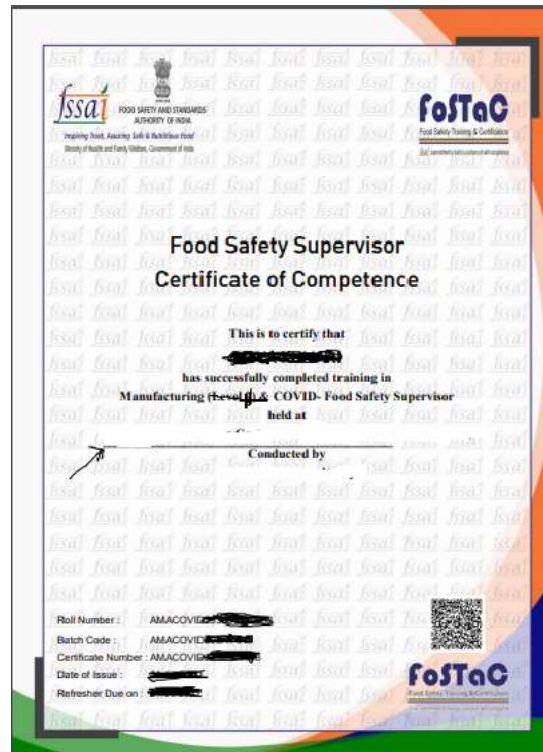 fssai
FOOD SAFETY AND STANDARDS
AUTHORITY OF INDIA
Inspiring Trust, Assuring Safe & Nutritious Food
Ministry of Health and Family Welfare, Government of India
FoSTaC
Food Safety Training & Certification
Food Safety Supervisor
Certificate of Competence
This is to certify that
has successfully completed training in
Manufacturing & COVID- Food Safety Supervisor
held at
Conducted by
Roll Number : AMACOVID
Batch Code : AMACOVID
Certificate Number : AMACOVID
Date of Issue :
Refresher Due on :
FoSTaC
Food Safety Training & Certification